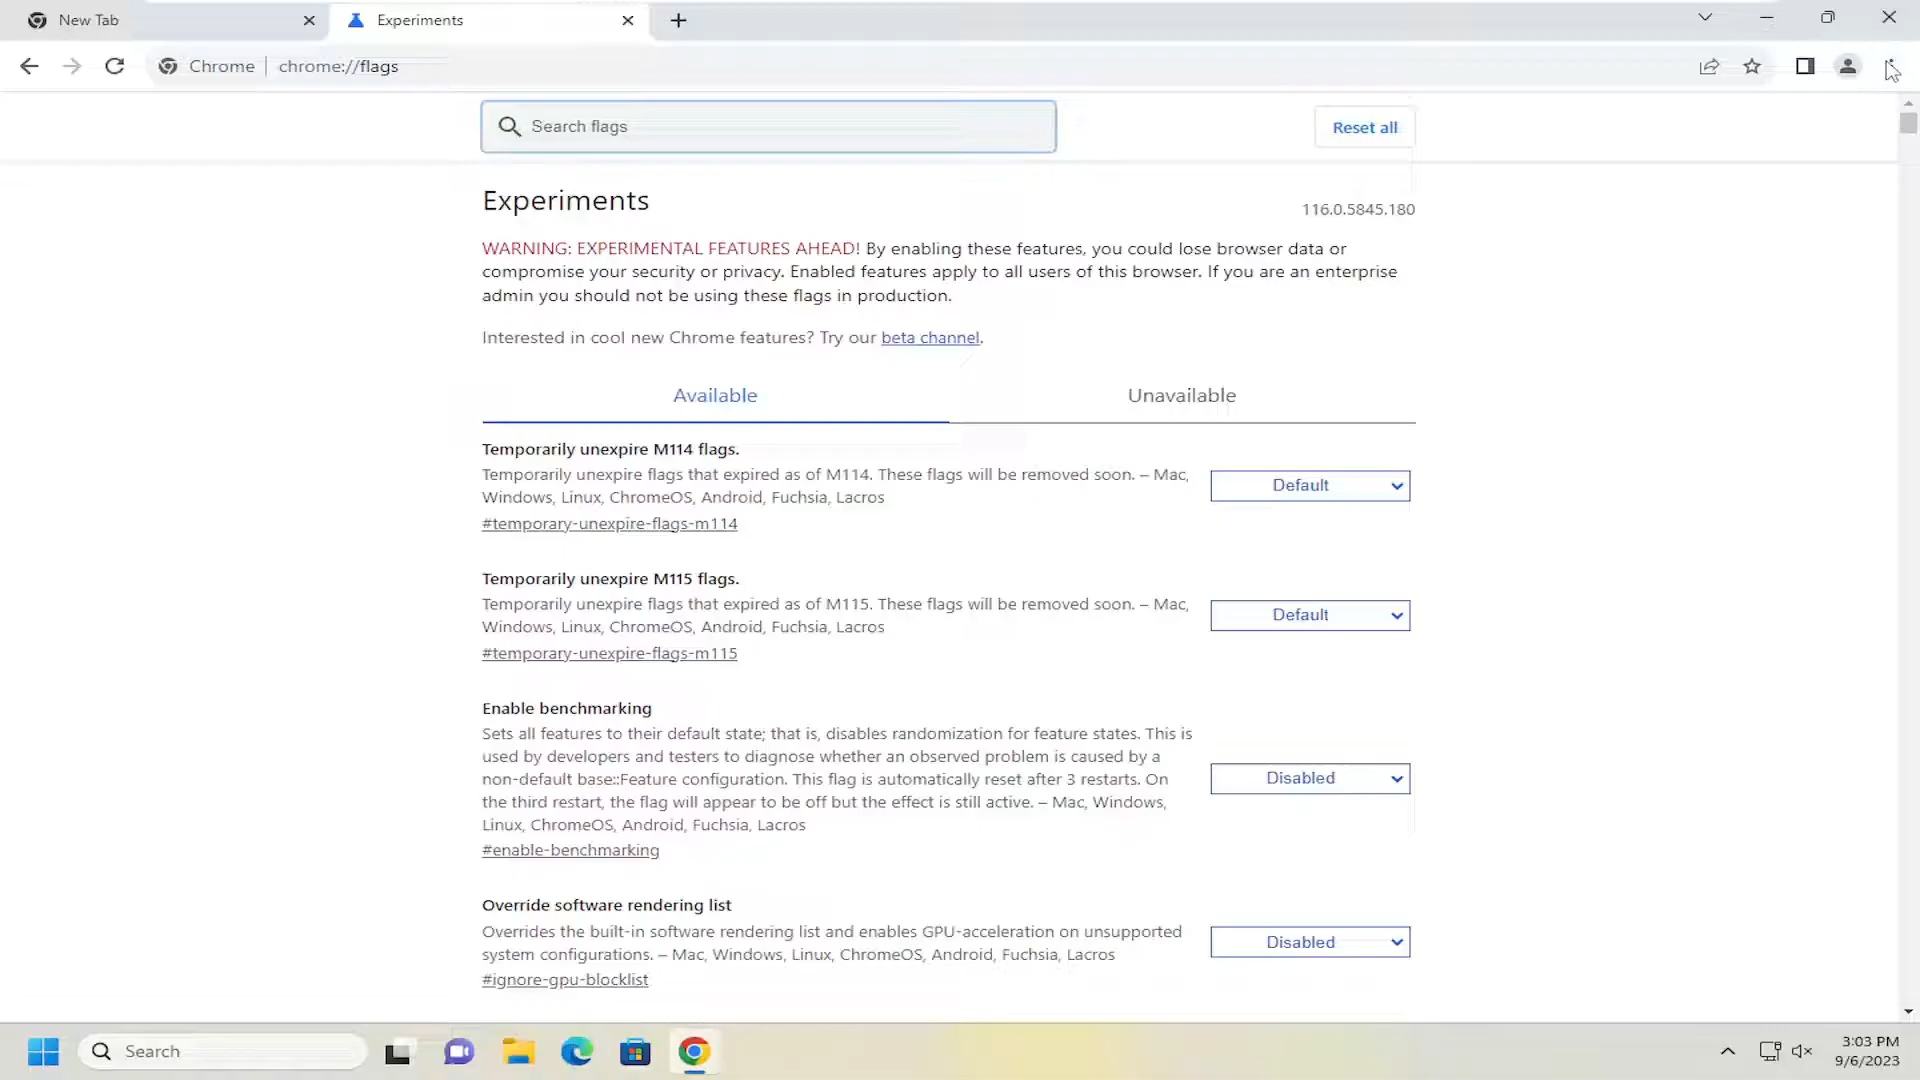 New Tab
Experiments
Chrome
chrome://flags
Search flags
Reset all
Experiments
116.0.5845.180
WARNING: EXPERIMENTAL FEATURES AHEAD! By enabling these features, you could lose browser data or
compromise your security or privacy. Enabled features apply to all users of this browser. If you are an enterprise
admin you should not be using these flags in production.
Interested in cool new Chrome features? Try our beta channel.
Available
Unavailable
Temporarily unexpire M114 flags.
Temporarily unexpire flags that expired as of M114. These flags will be removed soon. – Mac,
Windows, Linux, ChromeOS, Android, Fuchsia, Lacros
#temporary-unexpire-flags-m114
Default
Temporarily unexpire M115 flags.
Temporarily unexpire flags that expired as of M115. These flags will be removed soon. – Mac,
Windows, Linux, ChromeOS, Android, Fuchsia, Lacros
#temporary-unexpire-flags-m115
Default
Enable benchmarking
Sets all features to their default state; that is, disables randomization for feature states. This is
used by developers and testers to diagnose whether an observed problem is caused by a
non-default base::Feature configuration. This flag is automatically reset after 3 restarts. On
the third restart, the flag will appear to be off but the effect is still active. – Mac, Windows,
Linux, ChromeOS, Android, Fuchsia, Lacros
#enable-benchmarking
Disabled
Override software rendering list
Overrides the built-in software rendering list and enables GPU-acceleration on unsupported
system configurations. – Mac, Windows, Linux, ChromeOS, Android, Fuchsia, Lacros
#ignore-gpu-blocklist
Disabled
Search
3:03 PM
9/6/2023